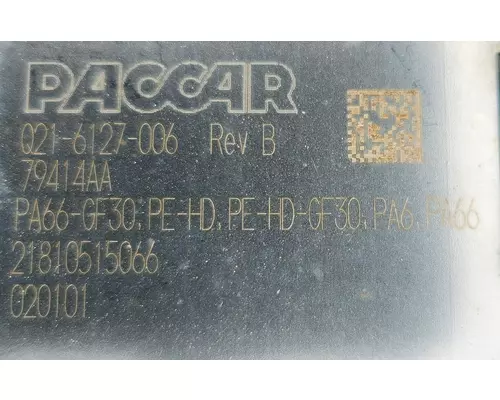 PACCAR
Q21-6127-006 Rev B
79414AA
PA66-GF30, PE-HD, PE-HD-GF30, PA6, PA66
21810515066
020101